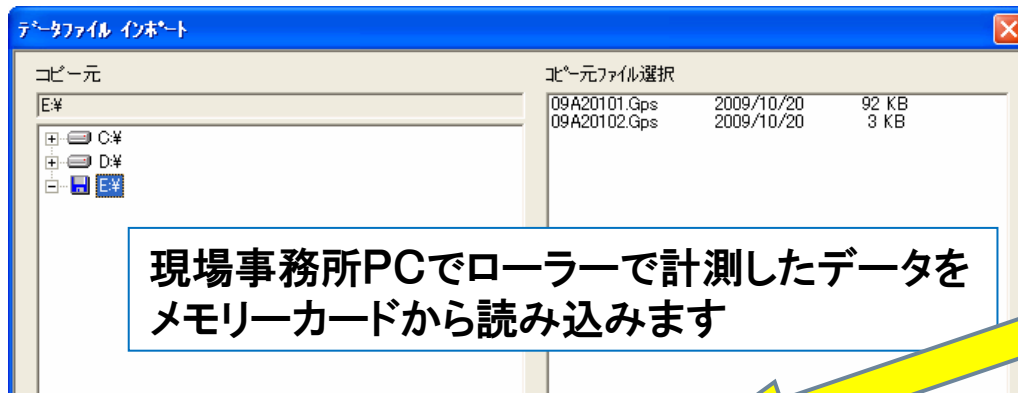 データファイル インポート
コピー元
コピー元ファイル選択
E:¥
09A20101.Gps 2009/10/20 92 KB
09A20102.Gps 2009/10/20 3 KB
C:¥
D:¥
E:¥
現場事務所PCでローラーで計測したデータを
メモリーカードから読み込みます